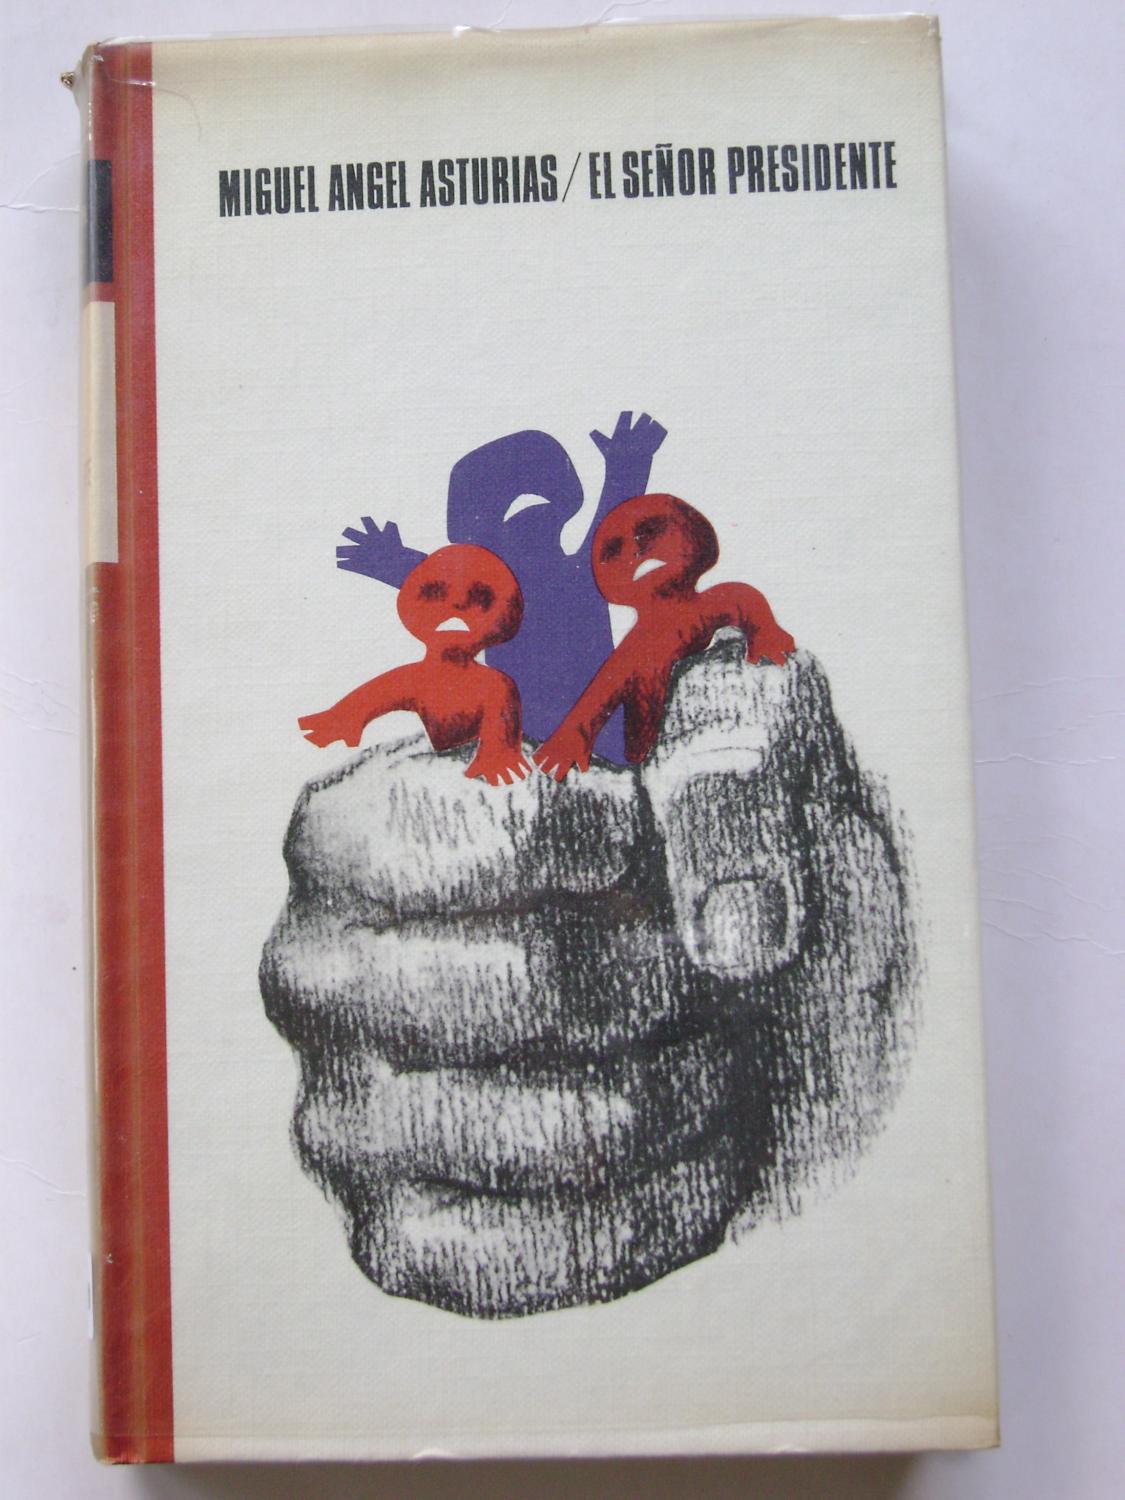 MIGUEL ANGEL ASTURIAS / EL SEÑOR PRESIDENTE